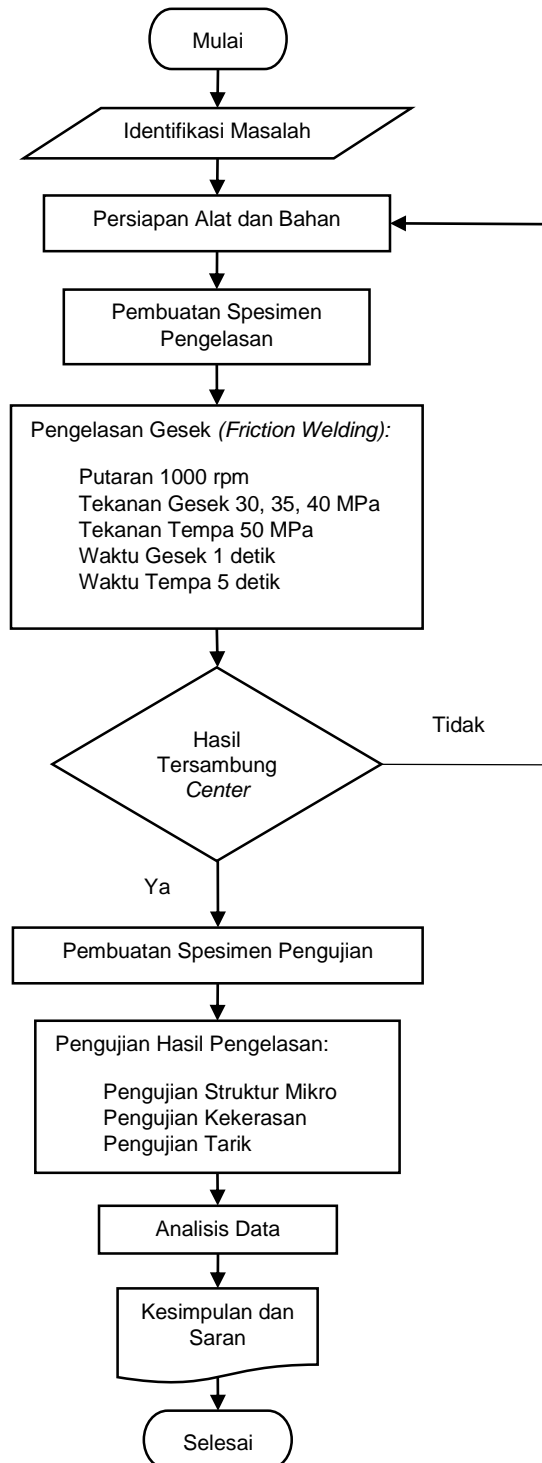 Mulai
Identifikasi Masalah
Persiapan Alat dan Bahan
Pembuatan Spesimen
Pengelasan
Pengelasan Gesek (Friction Welding):
Putaran 1000 rpm
Tekanan Gesek 30, 35, 40 MPa
Tekanan Tempa 50 MPa
Waktu Gesek 1 detik
Waktu Tempa 5 detik
Hasil
Tersambung
Center
Tidak
Ya
Pembuatan Spesimen Pengujian
Pengujian Hasil Pengelasan:
Pengujian Struktur Mikro
Pengujian Kekerasan
Pengujian Tarik
Analisis Data
Kesimpulan dan
Saran
Selesai